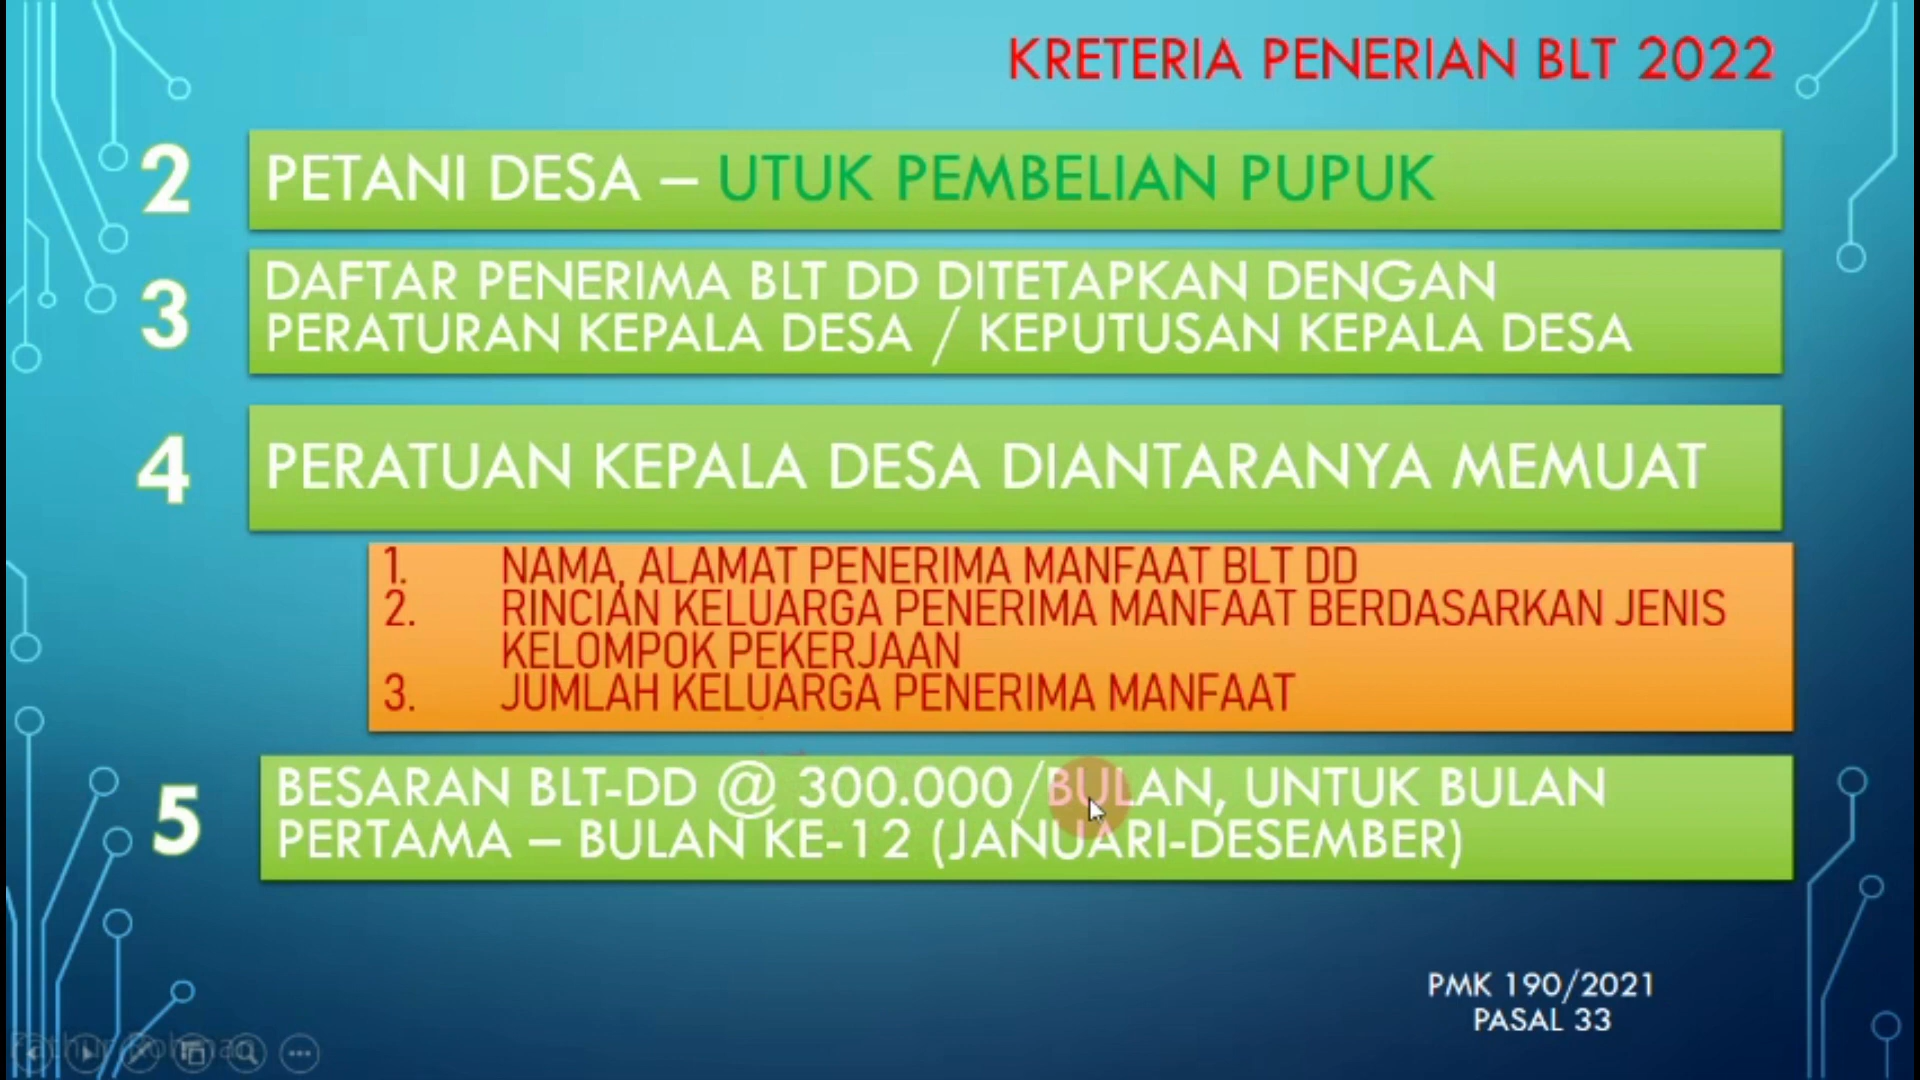 KRETERIA PENERIAN BLT 2022
2 PETANI DESA – UTUK PEMBELIAN PUPUK
3 DAFTAR PENERIMA BLT DD DITETAPKAN DENGAN
PERATURAN KEPALA DESA / KEPUTUSAN KEPALA DESA
4 PERATUAN KEPALA DESA DIANTARANYA MEMUAT
1. NAMA, ALAMAT PENERIMA MANFAAT BLT DD
2. RINCIAN KELUARGA PENERIMA MANFAAT BERDASARKAN JENIS
KELOMPOK PEKERJAAN
3. JUMLAH KELUARGA PENERIMA MANFAAT
5 BESARAN BLT-DD @ 300.000/BULAN, UNTUK BULAN
PERTAMA – BULAN KE-12 (JANUARI-DESEMBER)
PMK 190/2021
PASAL 33
Fathur Rohman